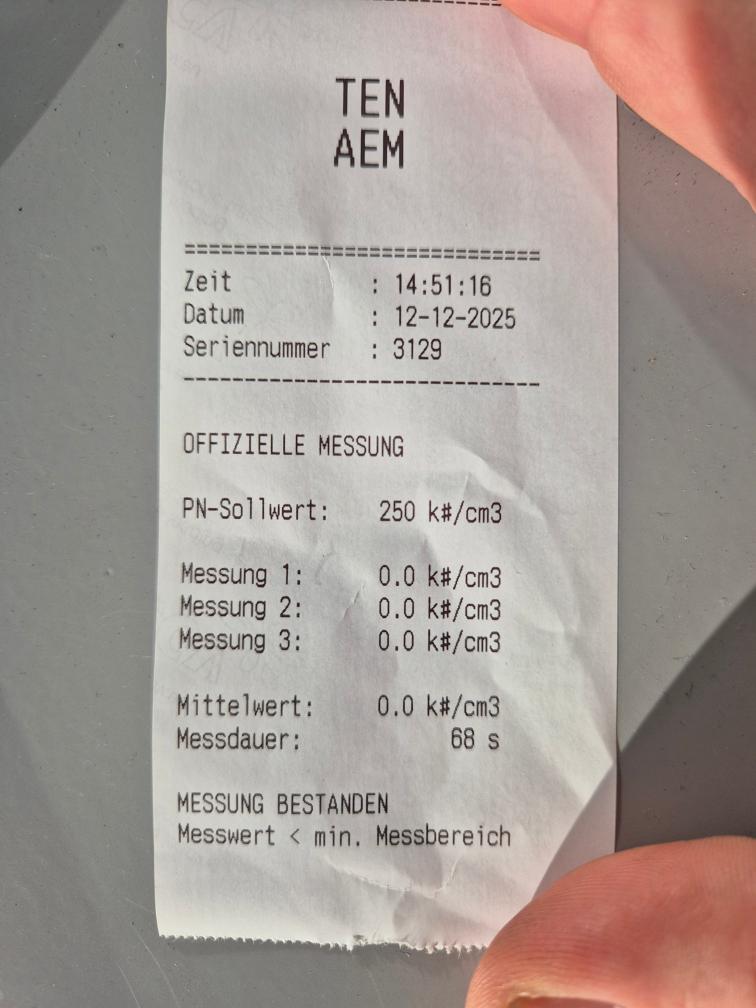 TEN
AEM
==============================
Zeit : 14:51:16
Datum : 12-12-2025
Seriennummer : 3129
------------------------------
OFFIZIELLE MESSUNG
PN-Sollwert: 250 k#/cm3
Messung 1: 0.0 k#/cm3
Messung 2: 0.0 k#/cm3
Messung 3: 0.0 k#/cm3
Mittelwert: 0.0 k#/cm3
Messdauer: 68 s
MESSUNG BESTANDEN
Messwert < min. Messbereich